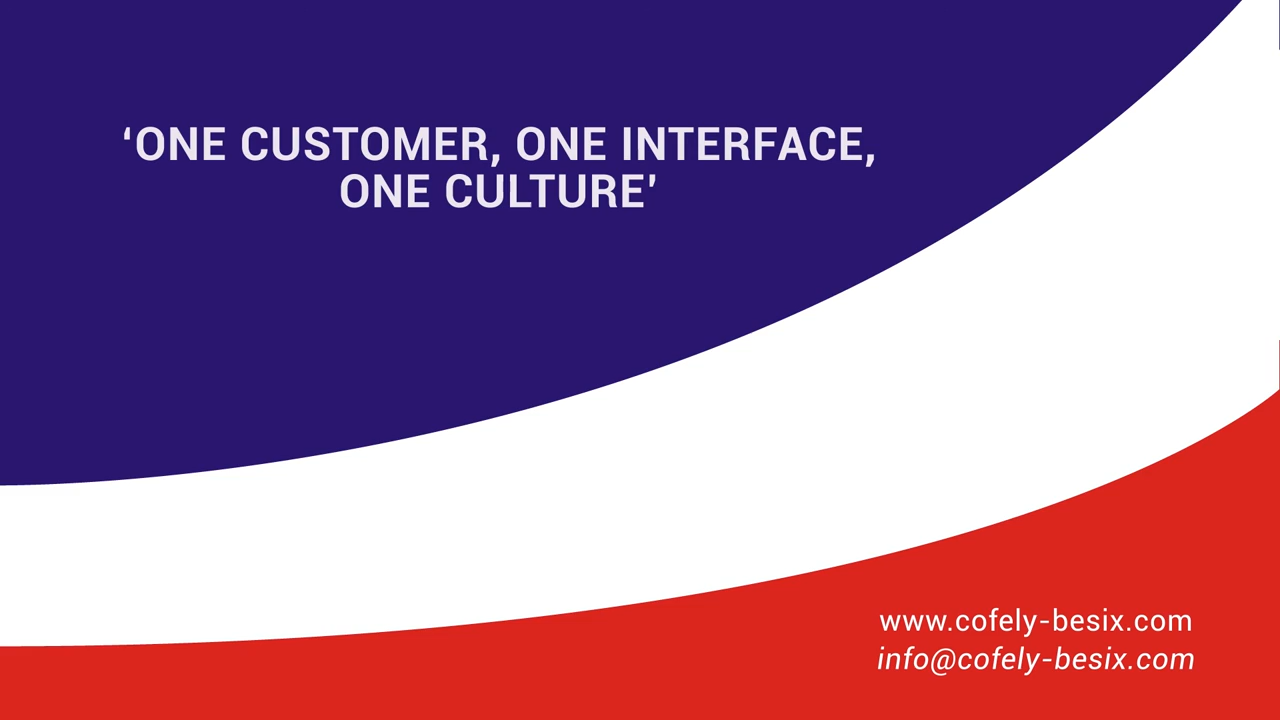 ‘ONE CUSTOMER, ONE INTERFACE,
ONE CULTURE’
www.cofely-besix.com
info@cofely-besix.com